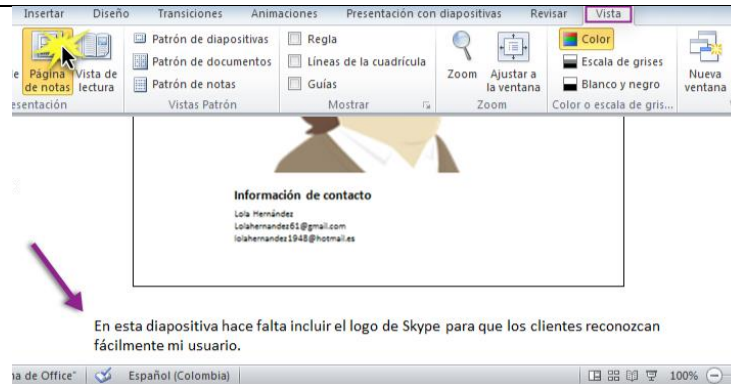 Insertar Diseño Transiciones Animaciones Presentación con diapositivas Revisar Vista
Página de notas
Vista de lectura
Patrón de diapositivas
Patrón de documentos
Patrón de notas
Vistas Patrón
Regla
Líneas de la cuadrícula
Guías
Mostrar
Zoom
Ajustar a la ventana
Zoom
Color
Escala de grises
Blanco y negro
Color o escala de gris...
Nueva ventana
Información de contacto
Lola Hernández
Lolahernandez61@gmail.com
lolahernandez1948@hotmail.es
En esta diapositiva hace falta incluir el logo de Skype para que los clientes reconozcan
fácilmente mi usuario.
de Office" Español (Colombia) 100%